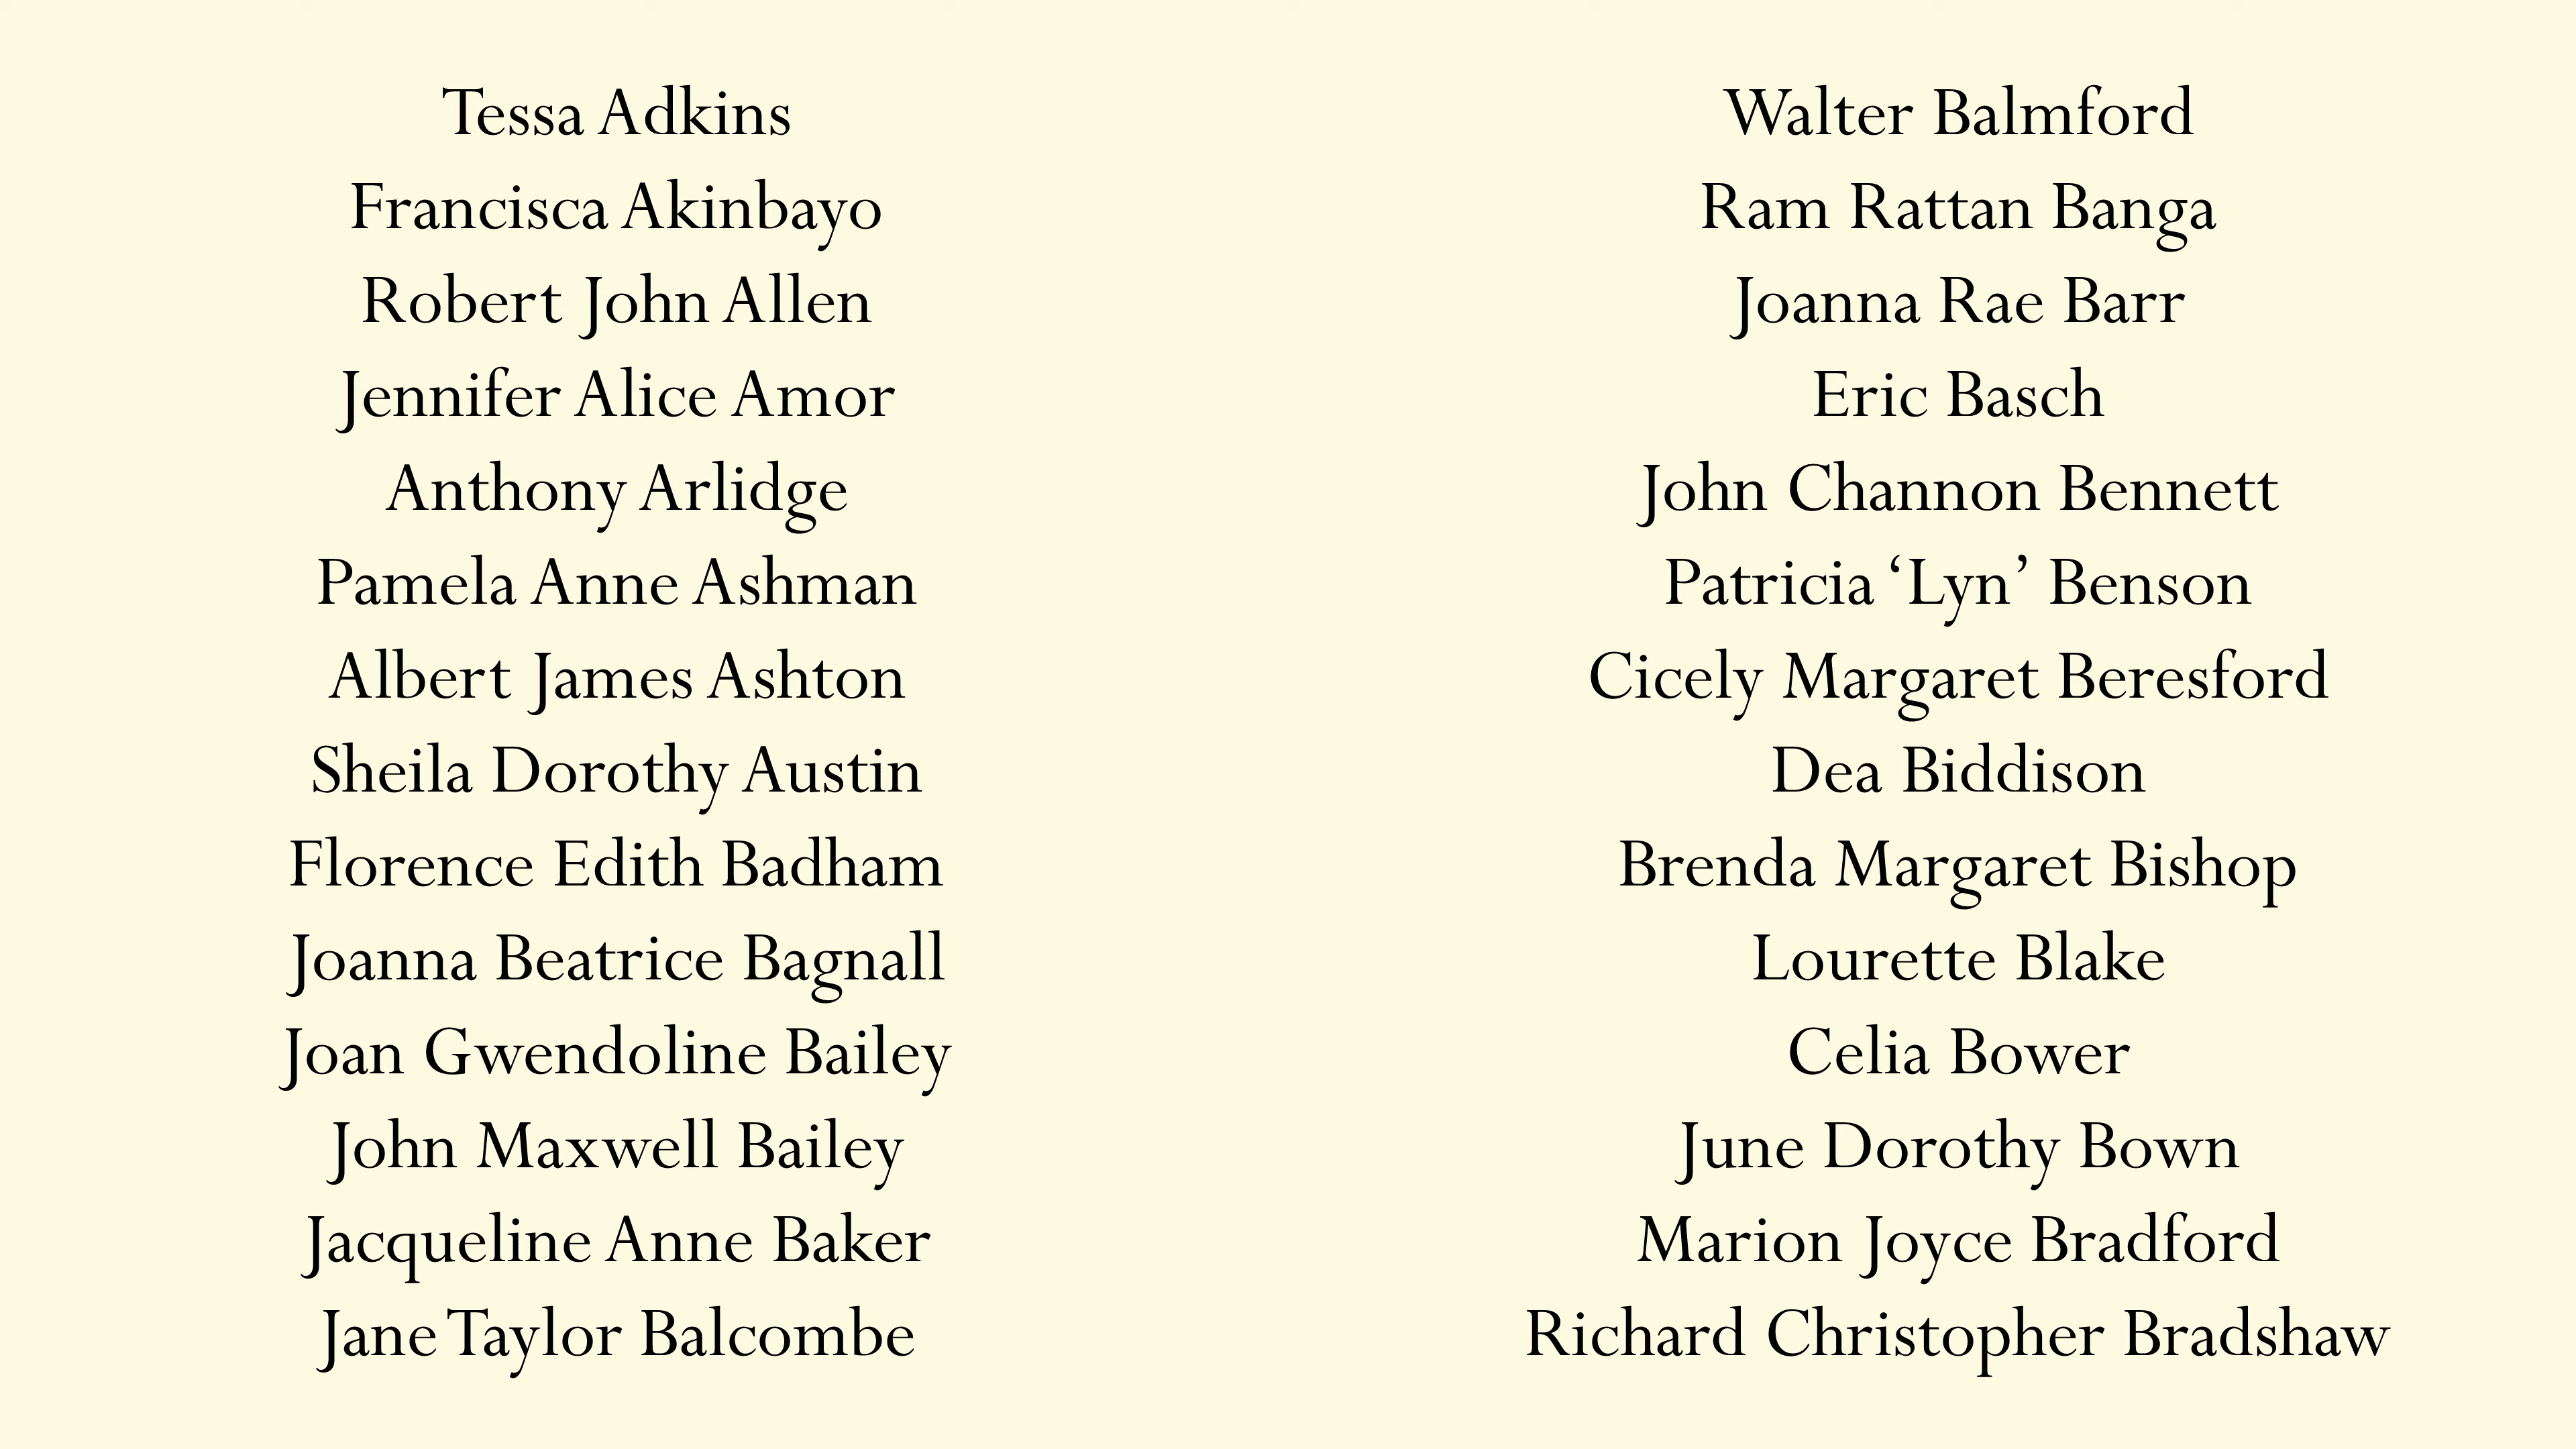 Tessa Adkins
Francisca Akinbayo
Robert John Allen
Jennifer Alice Amor
Anthony Arlidge
Pamela Anne Ashman
Albert James Ashton
Sheila Dorothy Austin
Florence Edith Badham
Joanna Beatrice Bagnall
Joan Gwendoline Bailey
John Maxwell Bailey
Jacqueline Anne Baker
Jane Taylor Balcombe
Walter Balmford
Ram Rattan Banga
Joanna Rae Barr
Eric Basch
John Channon Bennett
Patricia ‘Lyn’ Benson
Cicely Margaret Beresford
Dea Biddison
Brenda Margaret Bishop
Lourette Blake
Celia Bower
June Dorothy Bown
Marion Joyce Bradford
Richard Christopher Bradshaw